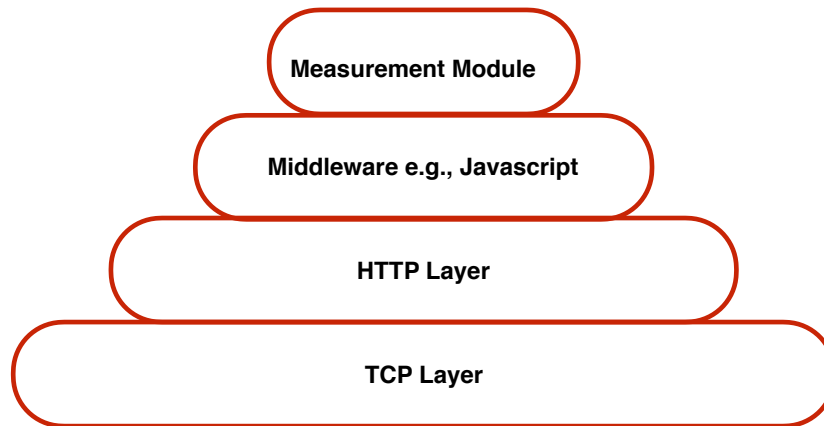 Measurement Module
Middleware e.g., Javascript
HTTP Layer
TCP Layer